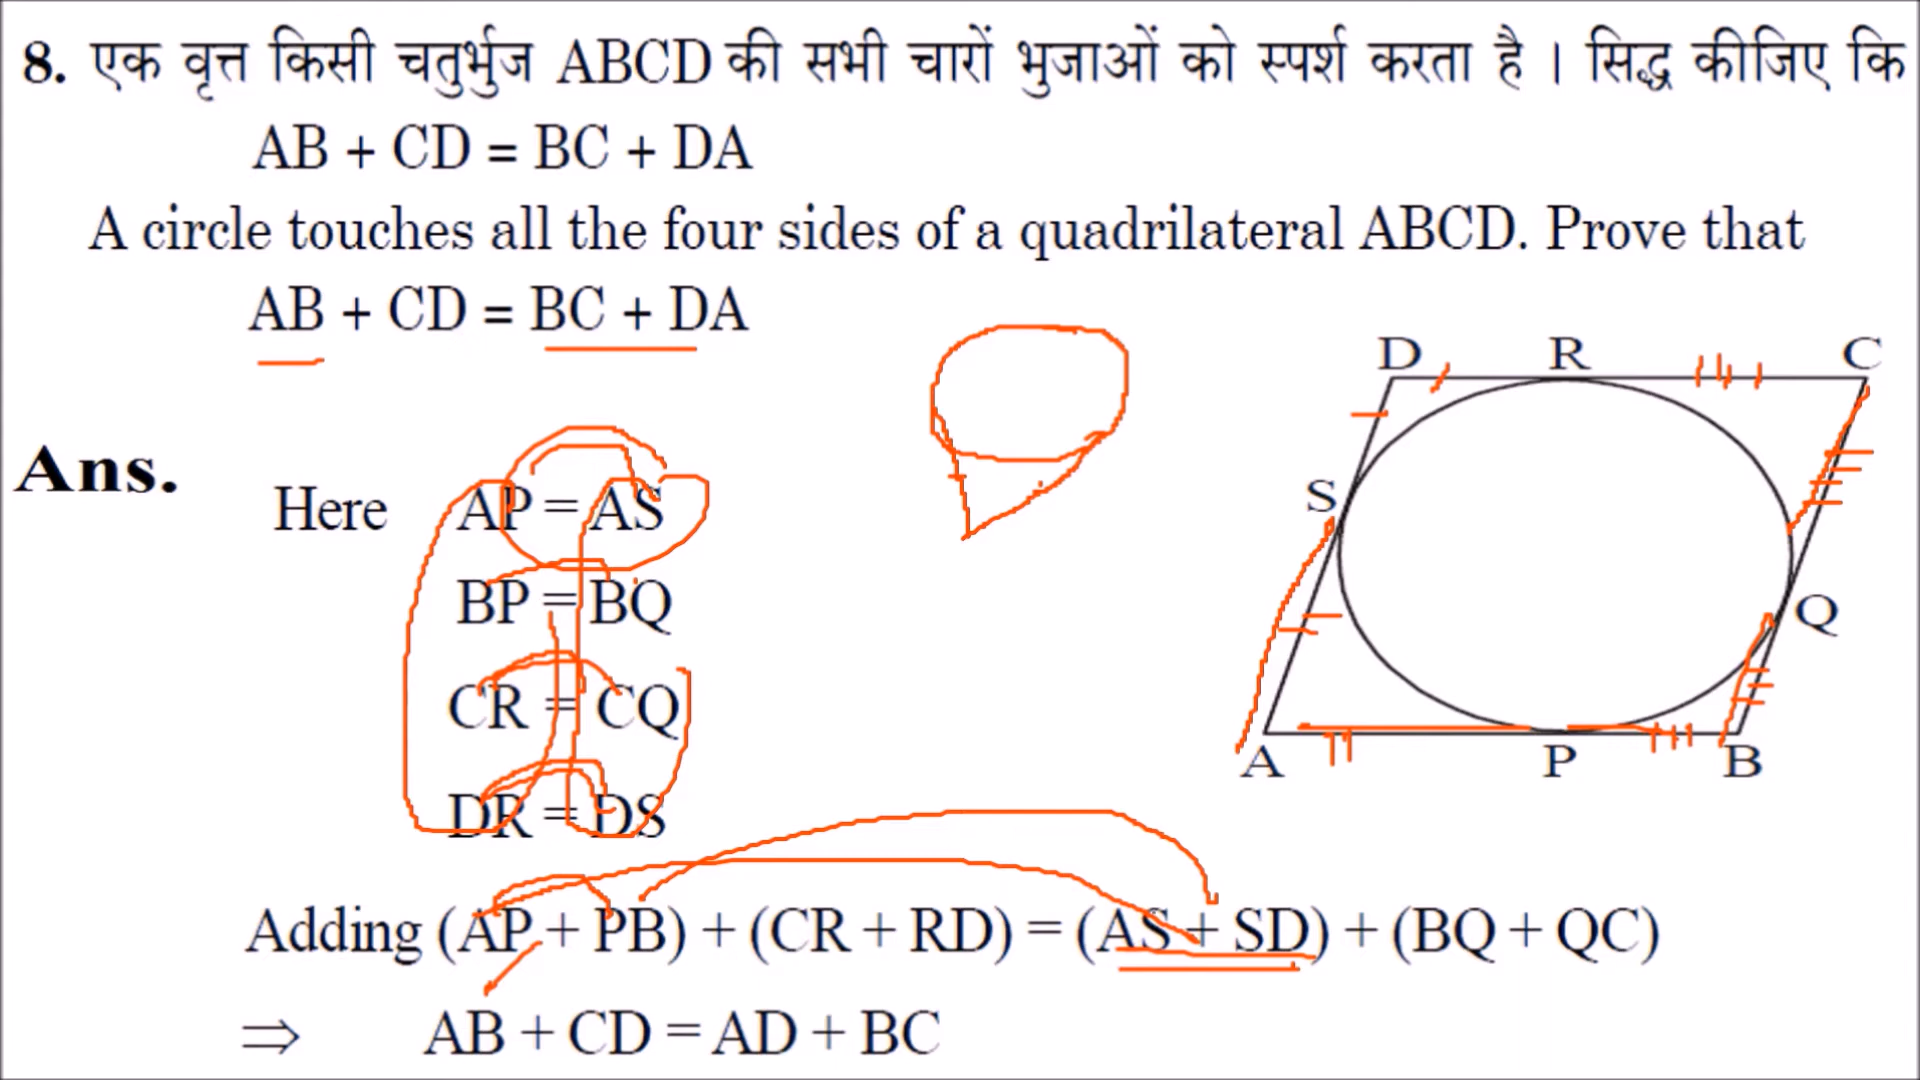 8. एक वृत्त किसी चतुर्भुज ABCD की सभी चारों भुजाओं को स्पर्श करता है । सिद्ध कीजिए कि
AB + CD = BC + DA
A circle touches all the four sides of a quadrilateral ABCD. Prove that
AB + CD = BC + DA
Ans.
Here AP = AS
BP = BQ
CR = CQ
DR = DS
D R C
S
Q
A P B
Adding (AP + PB) + (CR + RD) = (AS + SD) + (BQ + QC)
⇒ AB + CD = AD + BC